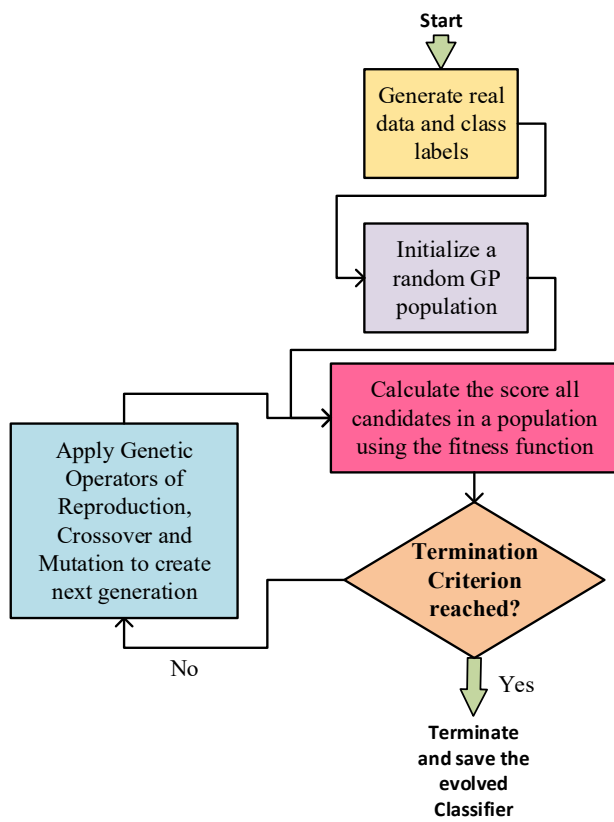 Start
Generate real
data and class
labels
Initialize a
random GP
population
Calculate the score all
candidates in a population
using the fitness function
Apply Genetic
Operators of
Reproduction,
Crossover and
Mutation to create
next generation
Termination
Criterion
reached?
No
Yes
Terminate
and save the
evolved
Classifier